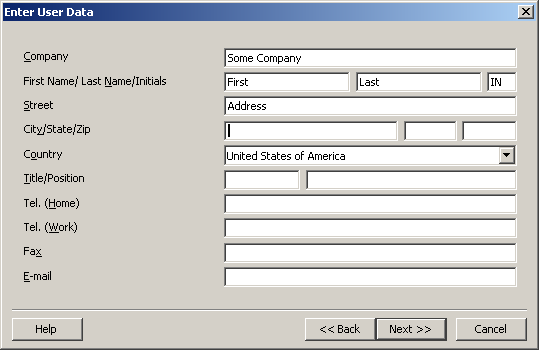 Enter User Data
Company Some Company
First Name/ Last Name/Initials First Last IN
Street Address
City/State/Zip
Country United States of America
Title/Position
Tel. (Home)
Tel. (Work)
Fax
E-mail
Help << Back Next >> Cancel